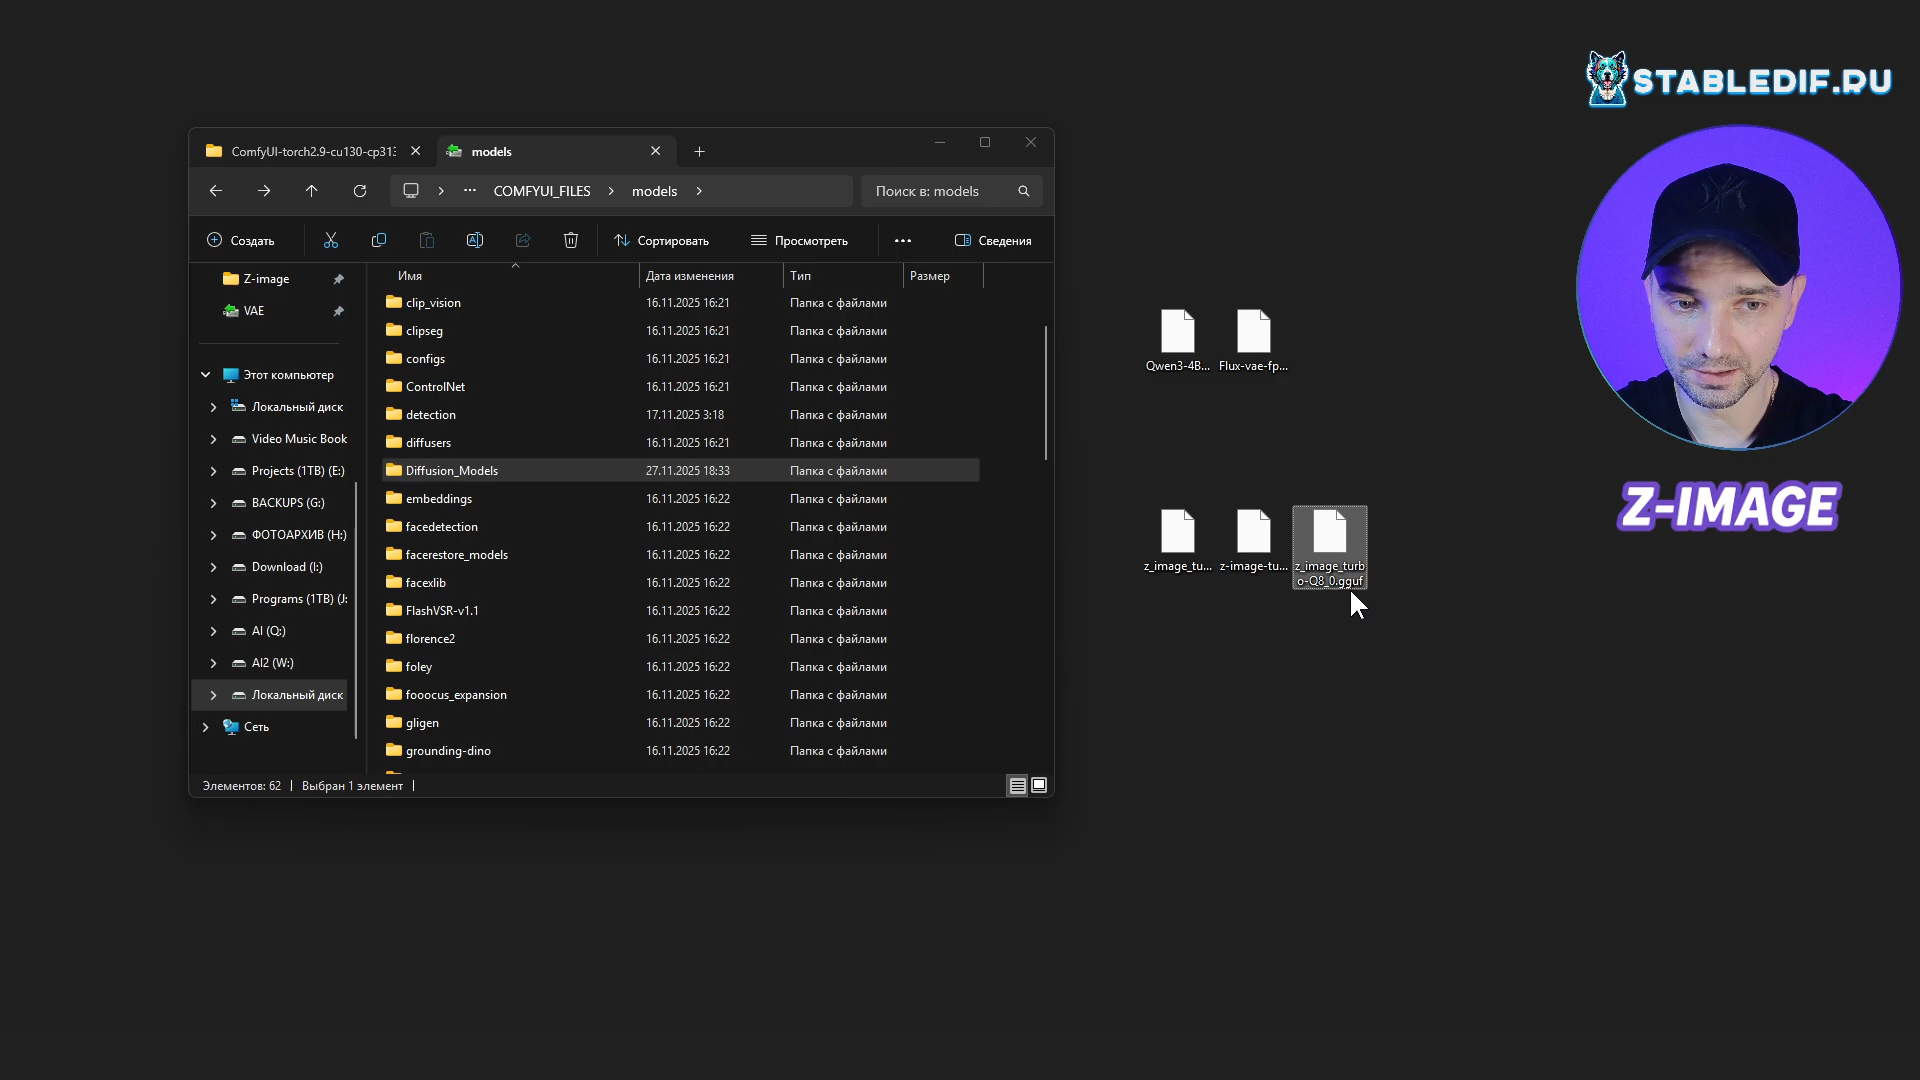 STABLEDIF.RU
ComfyUI-torch2.9-cu130-cp313
models
COMFYUI_FILES
models
Поиск в: models
Создать
Сортировать
Просмотреть
Сведения
Z-image
VAE
Этот компьютер
Локальный диск
Video Music Book
Projects (1TB) (E:)
BACKUPS (G:)
ФОТОАРХИВ (H:)
Download (I:)
Programs (1TB) (J:
AI (Q:)
AI2 (W:)
Локальный диск
Сеть
Имя Дата изменения Тип Размер
clip_vision 16.11.2025 16:21 Папка с файлами
clipseg 16.11.2025 16:21 Папка с файлами
configs 16.11.2025 16:21 Папка с файлами
ControlNet 16.11.2025 16:21 Папка с файлами
detection 17.11.2025 3:18 Папка с файлами
diffusers 16.11.2025 16:21 Папка с файлами
Diffusion_Models 27.11.2025 18:33 Папка с файлами
embeddings 16.11.2025 16:22 Папка с файлами
facedetection 16.11.2025 16:22 Папка с файлами
facerestore_models 16.11.2025 16:22 Папка с файлами
facexlib 16.11.2025 16:22 Папка с файлами
FlashVSR-v1.1 16.11.2025 16:22 Папка с файлами
florence2 16.11.2025 16:22 Папка с файлами
foley 16.11.2025 16:22 Папка с файлами
fooocus_expansion 16.11.2025 16:22 Папка с файлами
gligen 16.11.2025 16:22 Папка с файлами
grounding-dino 16.11.2025 16:22 Папка с файлами
Элементов: 62
Выбран 1 элемент
Qwen3-4B...
Flux-vae-fp...
z_image_tu...
z-image-tu...
z_image_turb
o-Q8_0.gguf
Z-IMAGE